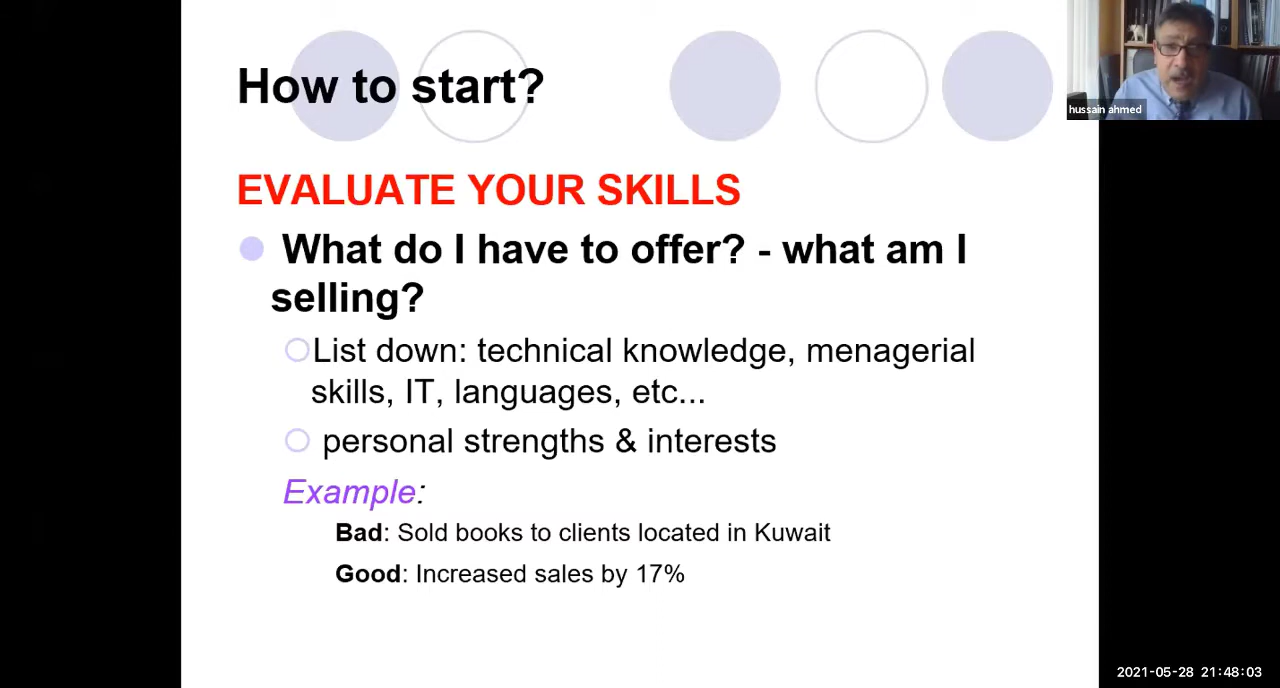 How to start?
hussain ahmed
EVALUATE YOUR SKILLS
What do I have to offer? - what am I
selling?
List down: technical knowledge, menagerial
skills, IT, languages, etc...
personal strengths & interests
Example:
Bad: Sold books to clients located in Kuwait
Good: Increased sales by 17%
2021-05-28 21:48:03